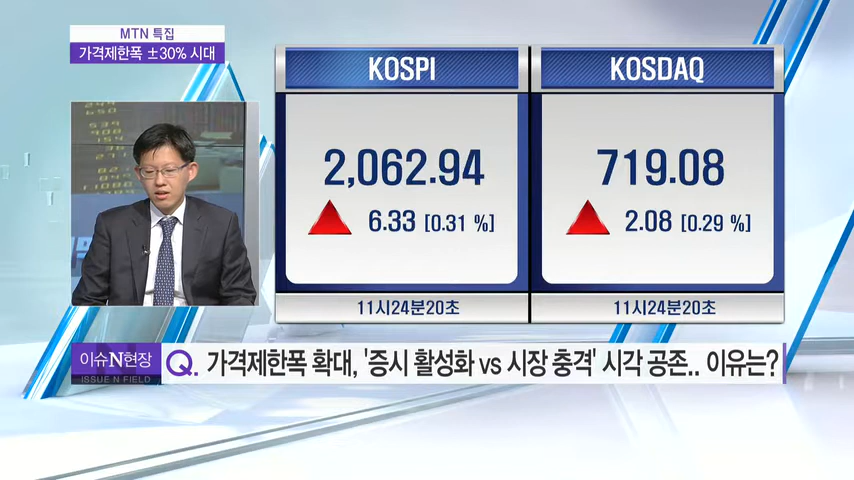 MTN 특집
가격제한폭 ±30% 시대
KOSPI
2,062.94
▲ 6.33 [0.31 %]
11시24분20초
KOSDAQ
719.08
▲ 2.08 [0.29 %]
11시24분20초
이슈N현장
ISSUE N FIELD
Q. 가격제한폭 확대, '증시 활성화 vs 시장 충격' 시각 공존.. 이유는?